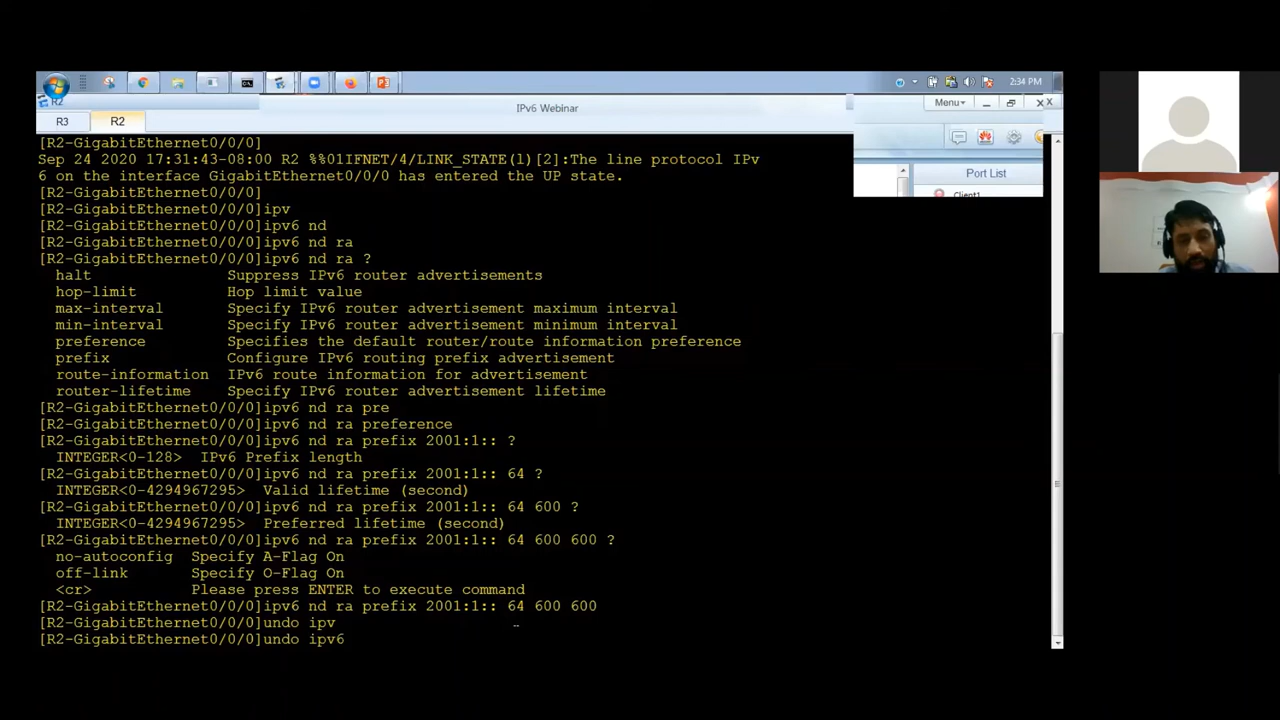 2:34 PM
R2
IPv6 Webinar
Menu
R3
R2
[R2-GigabitEthernet0/0/0]
Sep 24 2020 17:31:43-08:00 R2 %%01IFNET/4/LINK_STATE(l)[2]:The line protocol IPv
6 on the interface GigabitEthernet0/0/0 has entered the UP state.
[R2-GigabitEthernet0/0/0]
[R2-GigabitEthernet0/0/0]ipv
[R2-GigabitEthernet0/0/0]ipv6 nd
[R2-GigabitEthernet0/0/0]ipv6 nd ra
[R2-GigabitEthernet0/0/0]ipv6 nd ra ?
halt Suppress IPv6 router advertisements
hop-limit Hop limit value
max-interval Specify IPv6 router advertisement maximum interval
min-interval Specify IPv6 router advertisement minimum interval
preference Specifies the default router/route information preference
prefix Configure IPv6 routing prefix advertisement
route-information IPv6 route information for advertisement
router-lifetime Specify IPv6 router advertisement lifetime
[R2-GigabitEthernet0/0/0]ipv6 nd ra pre
[R2-GigabitEthernet0/0/0]ipv6 nd ra preference
[R2-GigabitEthernet0/0/0]ipv6 nd ra prefix 2001:1:: ?
INTEGER<0-128> IPv6 Prefix length
[R2-GigabitEthernet0/0/0]ipv6 nd ra prefix 2001:1:: 64 ?
INTEGER<0-4294967295> Valid lifetime (second)
[R2-GigabitEthernet0/0/0]ipv6 nd ra prefix 2001:1:: 64 600 ?
INTEGER<0-4294967295> Preferred lifetime (second)
[R2-GigabitEthernet0/0/0]ipv6 nd ra prefix 2001:1:: 64 600 600 ?
no-autoconfig Specify A-Flag On
off-link Specify O-Flag On
<cr> Please press ENTER to execute command
[R2-GigabitEthernet0/0/0]ipv6 nd ra prefix 2001:1:: 64 600 600
[R2-GigabitEthernet0/0/0]undo ipv
[R2-GigabitEthernet0/0/0]undo ipv6
Port List
Client1